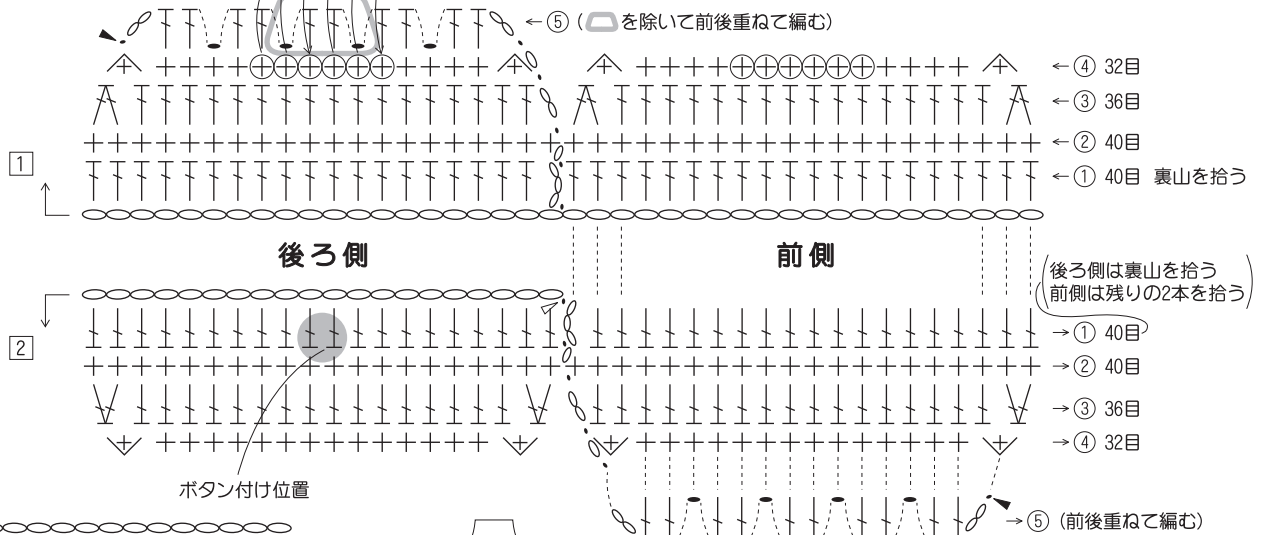 ←⑤(を除いて前後重ねて編む)
←④ 32目
←③ 36目
←② 40目
1
←① 40目 裏山を拾う
後ろ側
前側
(後ろ側は裏山を拾う
前側は残りの2本を拾う)
2
→① 40目
→② 40目
→③ 36目
→④ 32目
ボタン付け位置
→⑤(前後重ねて編む)